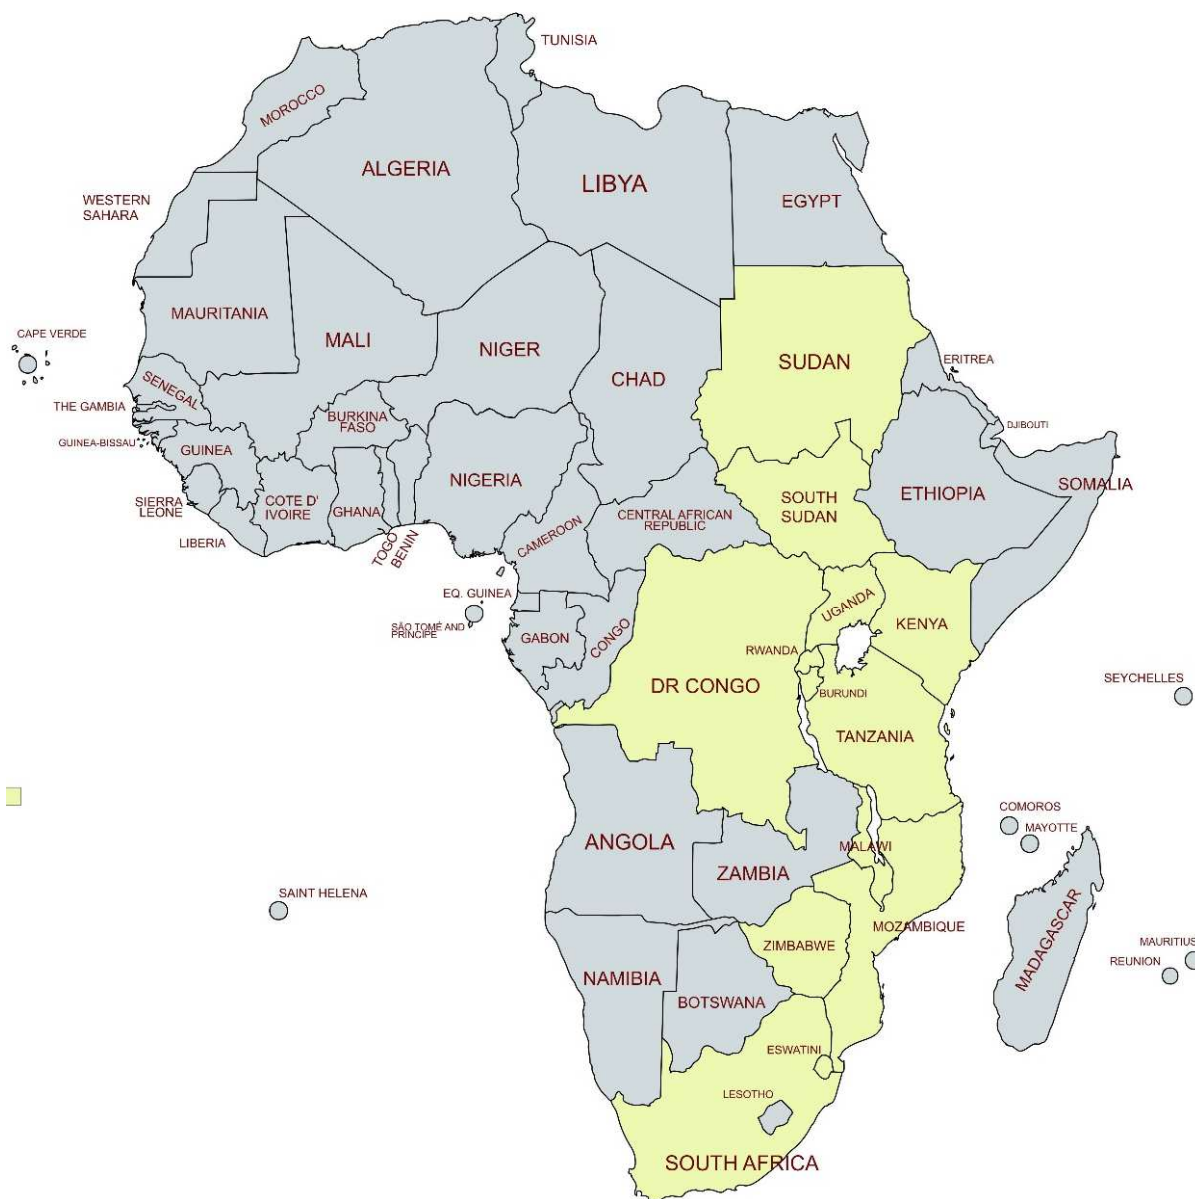 TUNISIA
MOROCCO
ALGERIA
LIBYA
EGYPT
WESTERN
SAHARA
MAURITANIA
MALI
NIGER
CHAD
SUDAN
ERITREA
CAPE VERDE
SENEGAL
THE GAMBIA
GUINEA-BISSAU
GUINEA
BURKINA
FASO
DJIBOUTI
SIERRA
LEONE
LIBERIA
COTE D'
IVOIRE
GHANA
TOGO
BENIN
NIGERIA
CAMEROON
CENTRAL AFRICAN
REPUBLIC
SOUTH
SUDAN
ETHIOPIA
SOMALIA
EQ. GUINEA
SÃO TOMÉ AND
PRINCIPE
GABON
CONGO
UGANDA
KENYA
RWANDA
DR CONGO
BURUNDI
TANZANIA
SEYCHELLES
COMOROS
MAYOTTE
ANGOLA
ZAMBIA
MALAWI
SAINT HELENA
MOZAMBIQUE
MADAGASCAR
MAURITIUS
REUNION
ZIMBABWE
NAMIBIA
BOTSWANA
ESWATINI
LESOTHO
SOUTH AFRICA